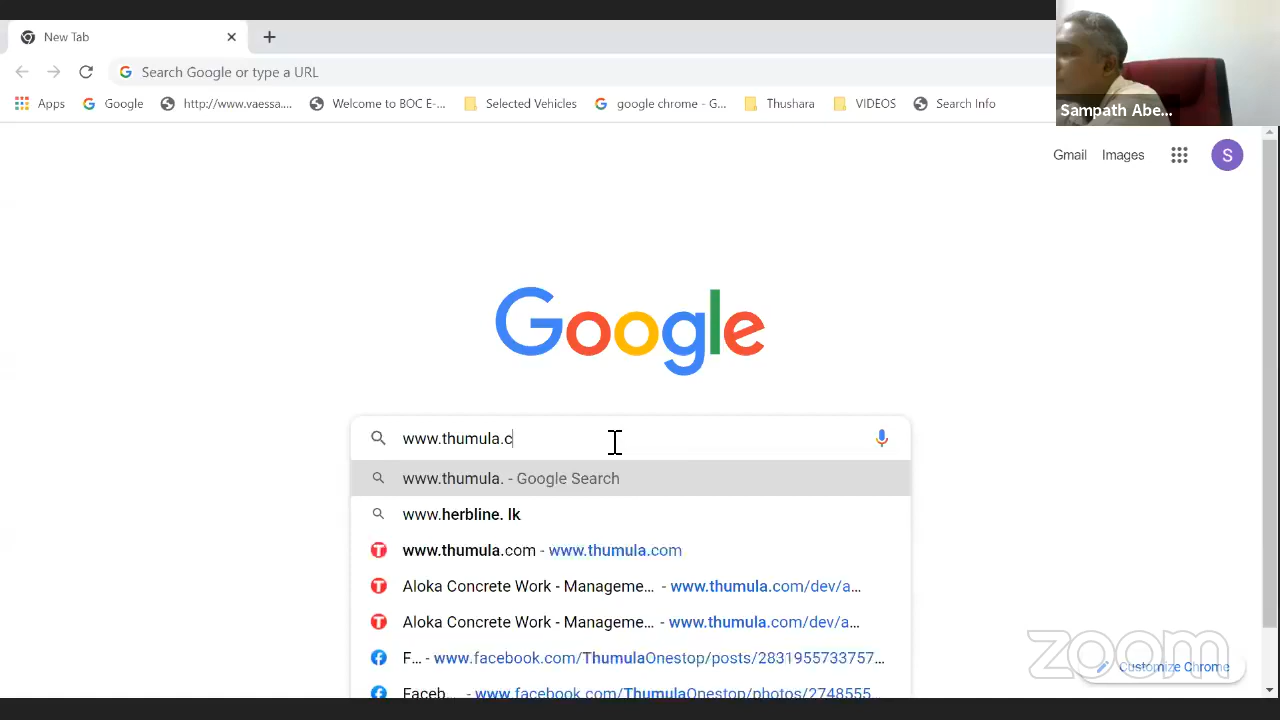 New Tab
Search Google or type a URL
Apps Google http://www.vaessa.... Welcome to BOC E-... Selected Vehicles google chrome - G... Thushara VIDEOS Search Info
Sampath Abe...
Gmail Images S
Google
www.thumula.c
www.thumula. - Google Search
www.herbline. lk
www.thumula.com - www.thumula.com
Aloka Concrete Work - Manageme... - www.thumula.com/dev/a...
Aloka Concrete Work - Manageme... - www.thumula.com/dev/a...
F... - www.facebook.com/ThumulaOnestop/posts/2831955733757...
Faceb... - www.facebook.com/ThumulaOnestop/photos/2748555...
zoom
Customize Chrome